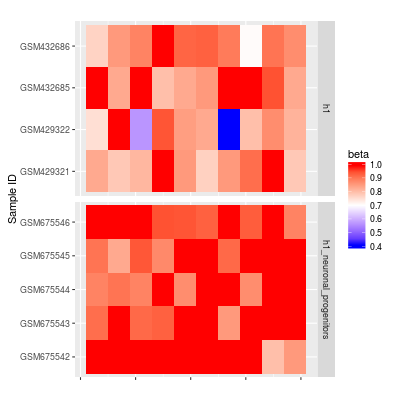 GSM432686
GSM432685
GSM429322
GSM429321
h1
GSM675546
GSM675545
GSM675544
GSM675543
GSM675542
h1_neuronal_progenitors
Sample ID
beta
1.0
0.9
0.8
0.7
0.6
0.5
0.4